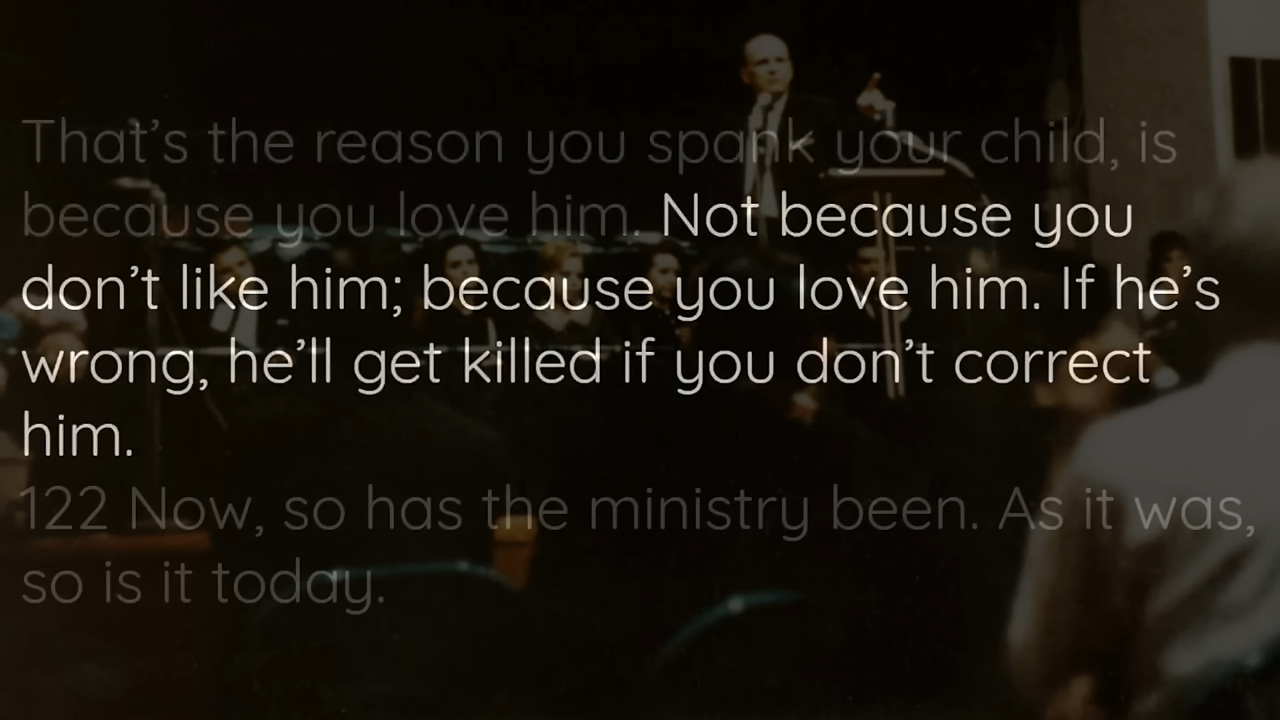 That’s the reason you spank your child, is
because you love him. Not because you
don’t like him; because you love him. If he’s
wrong, he’ll get killed if you don’t correct
him.
122 Now, so has the ministry been. As it was,
so is it today.